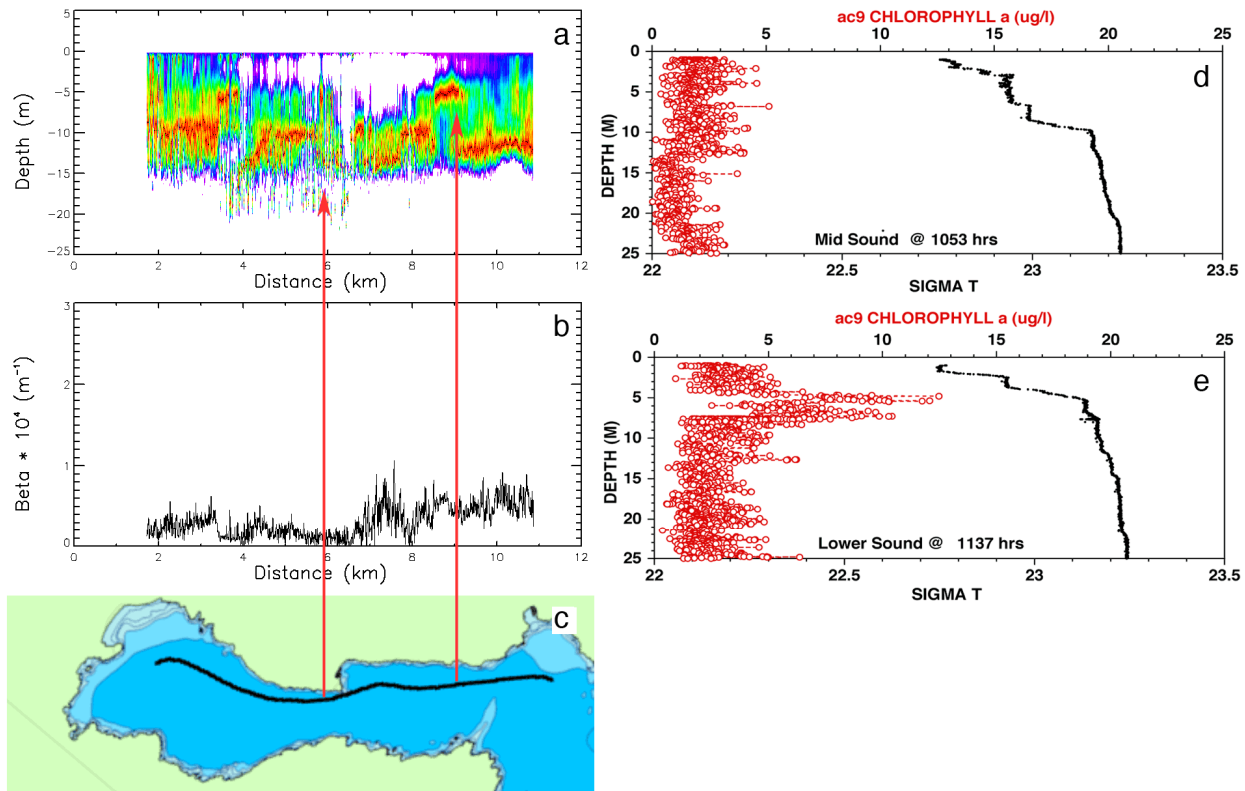 a
0
−5
−10
−15
−20
−25
Depth (m)
0 2 4 6 8 10 12
Distance (km)
b
3
2
1
0
Beta * 10⁴ (m⁻¹)
0 2 4 6 8 10 12
Distance (km)
c
ac9 CHLOROPHYLL a (ug/l)
0 5 10 15 20 25
d
0
5
10
15
20
25
DEPTH (M)
Mid Sound @ 1053 hrs
22 22.5 23 23.5
SIGMA T
ac9 CHLOROPHYLL a (ug/l)
0 5 10 15 20 25
e
0
5
10
15
20
25
DEPTH (M)
Lower Sound @ 1137 hrs
22 22.5 23 23.5
SIGMA T